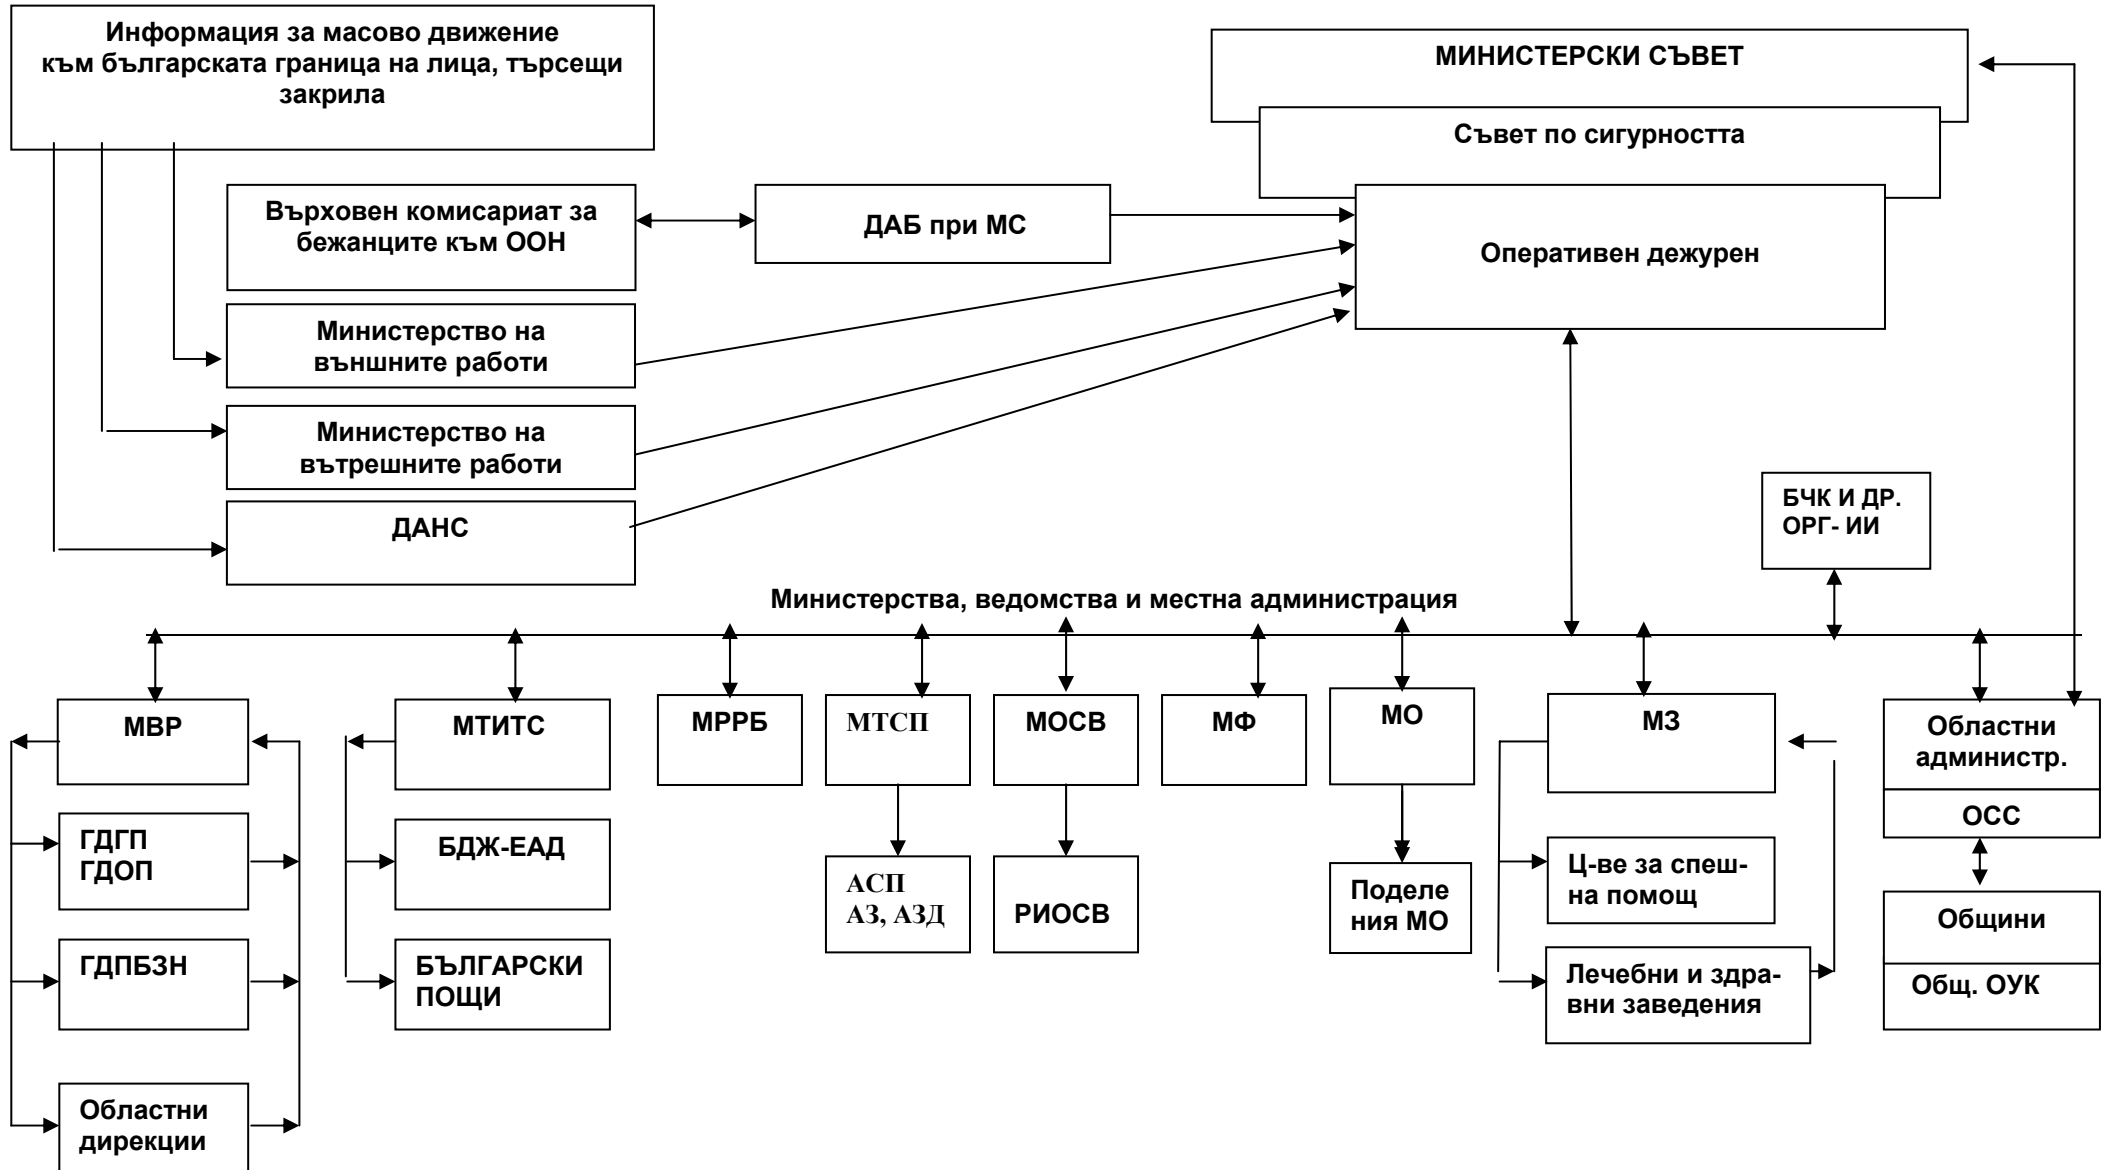 Информация за масово движение
към българската граница на лица, търсещи
закрила
МИНИСТЕРСКИ СЪВЕТ
Съвет по сигурността
Върховен комисариат за
бежанците към ООН
ДАБ при МС
Оперативен дежурен
Министерство на
външните работи
Министерство на
вътрешните работи
ДАНС
БЧК И ДР.
ОРГ- ИИ
Министерства, ведомства и местна администрация
МВР
МТИТС
МРРБ
МТСП
МОСВ
МФ
МО
МЗ
Областни
администр.
ОСС
ГДГП
ГДОП
БДЖ-ЕАД
АСП
АЗ, АЗД
РИОСВ
Поделе
ния МО
Ц-ве за спеш-
на помощ
Общини
Общ. ОУК
ГДПБЗН
БЪЛГАРСКИ
ПОЩИ
Лечебни и здра-
вни заведения
Областни
дирекции